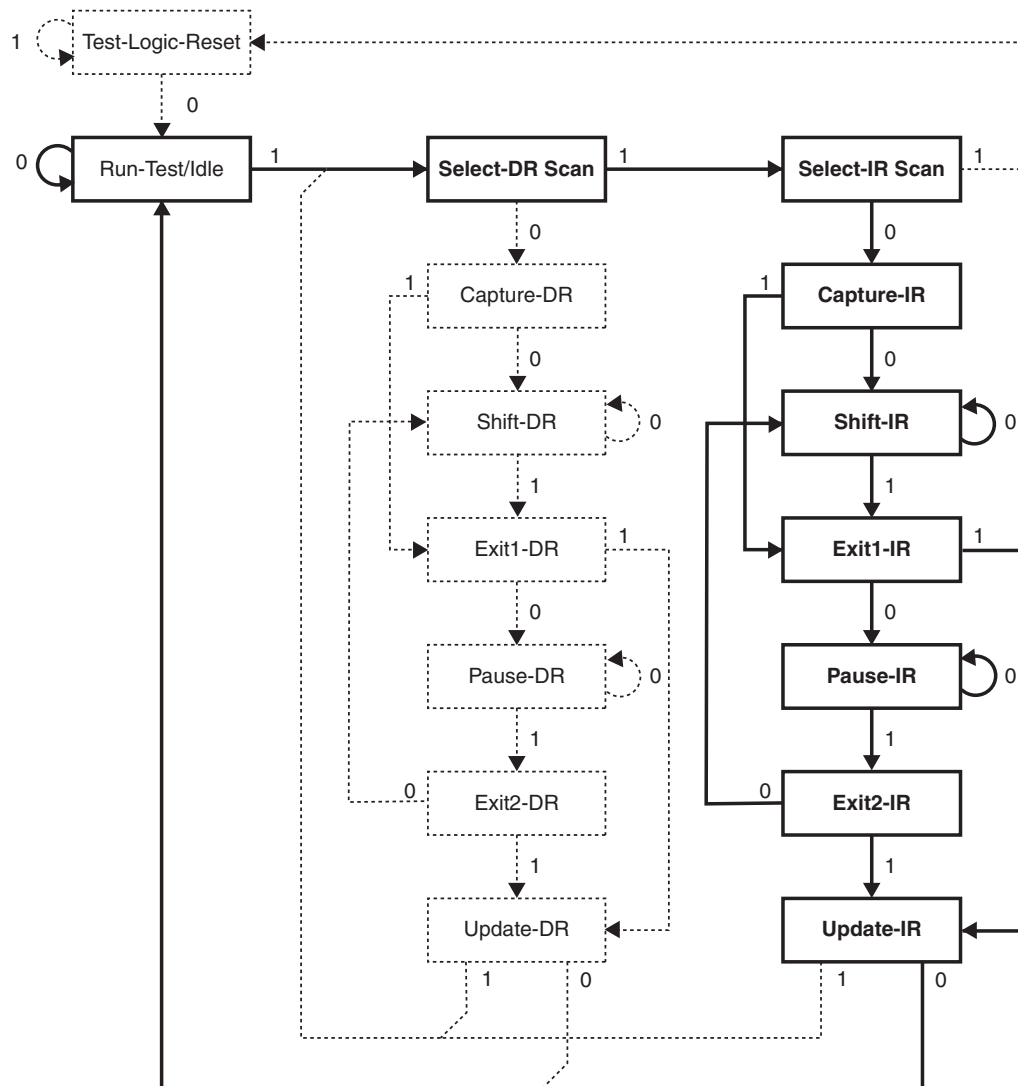 1
Test-Logic-Reset
0
0
Run-Test/Idle
1
Select-DR Scan
1
Select-IR Scan
1
0
0
1
Capture-DR
1
Capture-IR
0
0
Shift-DR
0
Shift-IR
0
1
1
Exit1-DR
1
Exit1-IR
1
0
0
Pause-DR
0
Pause-IR
0
1
1
0
Exit2-DR
0
Exit2-IR
1
1
Update-DR
Update-IR
1
0
1
0